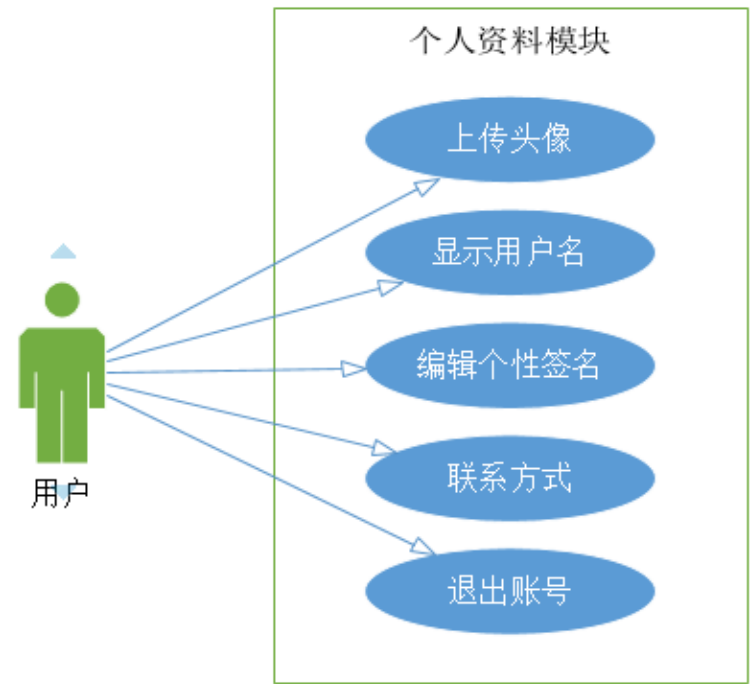 个人资料模块
上传头像
显示用户名
编辑个性签名
联系方式
退出账号
用户